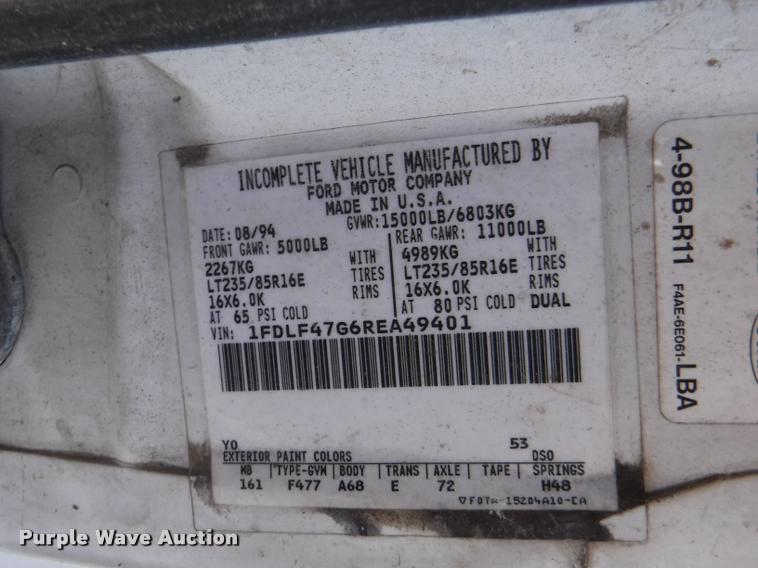 INCOMPLETE VEHICLE MANUFACTURED BY
FORD MOTOR COMPANY
MADE IN U.S.A.
DATE: 08/94 GVWR: 15000LB/6803KG
FRONT GAWR: 5000LB REAR GAWR: 11000LB
2267KG WITH 4989KG WITH
LT235/85R16E TIRES LT235/85R16E TIRES
16X6.0K RIMS 16X6.0K RIMS
AT 65 PSI COLD AT 80 PSI COLD DUAL
VIN: 1FDLF47G6REA49401
YO 53
EXTERIOR PAINT COLORS DSO
WB TYPE-GVM BODY TRANS AXLE TAPE SPRINGS
161 F477 A68 E 72 H48
15204A10-CA
4-98B-R11
F4AE-6E061-LBA
Purple Wave Auction